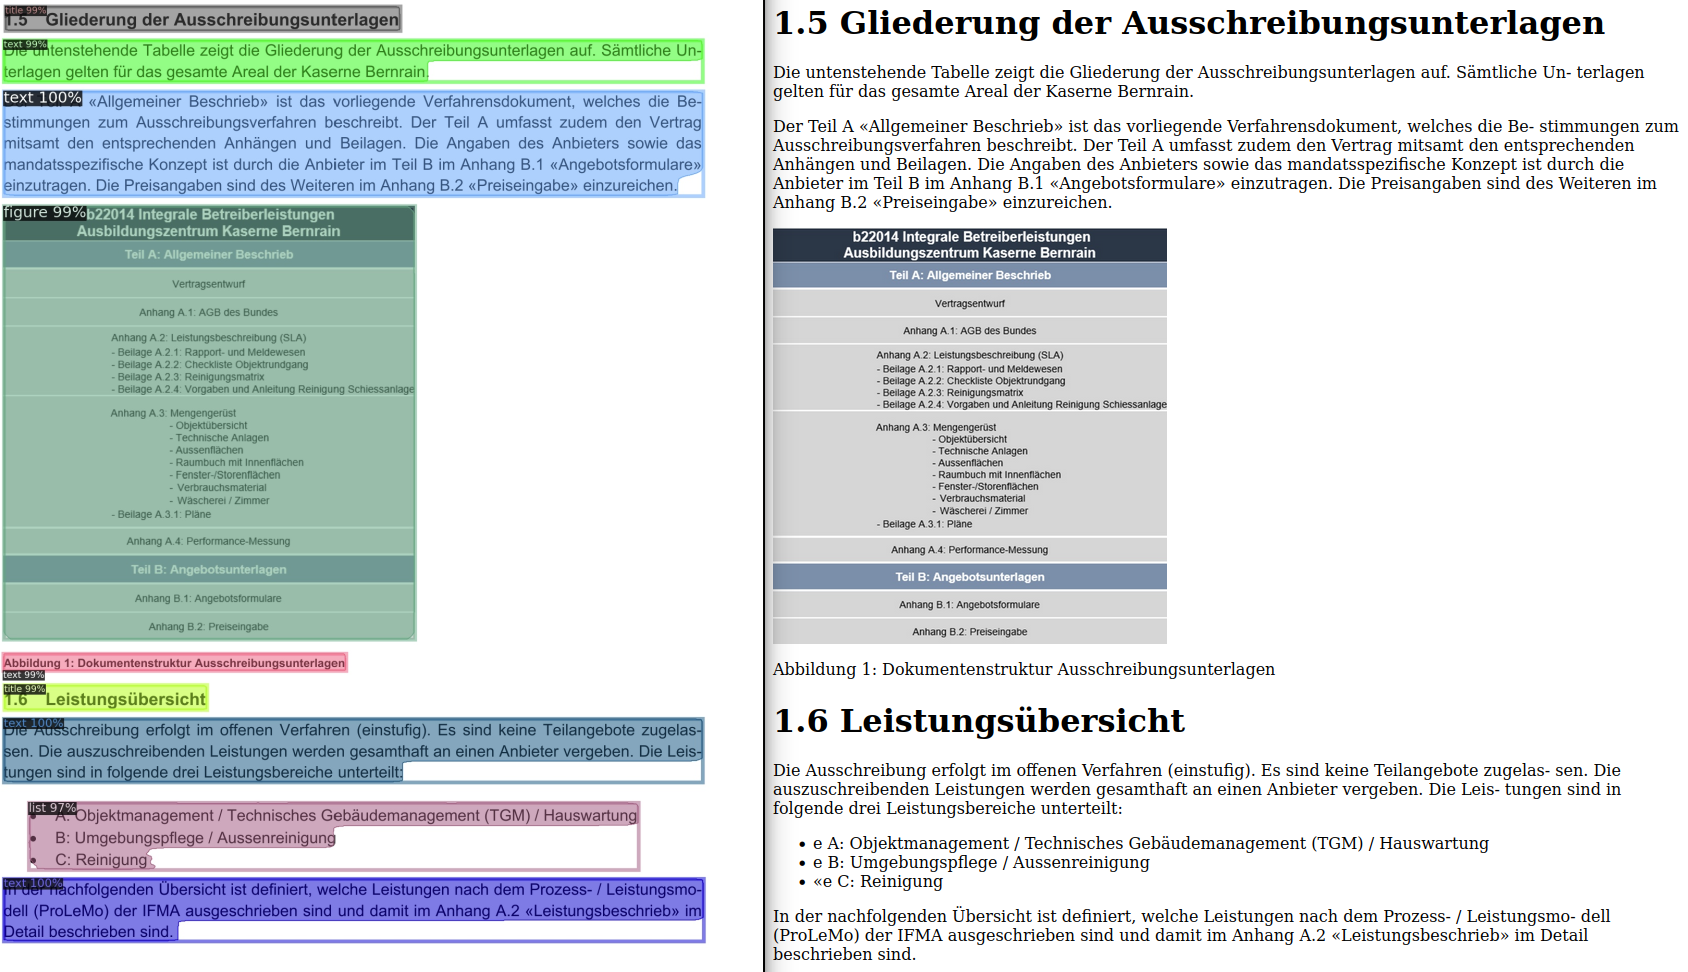 title 99%
1.5 Gliederung der Ausschreibungsunterlagen
text 99%
Die untenstehende Tabelle zeigt die Gliederung der Ausschreibungsunterlagen auf. Sämtliche Un-
terlagen gelten für das gesamte Areal der Kaserne Bernrain.
text 100%
«Allgemeiner Beschrieb» ist das vorliegende Verfahrensdokument, welches die Be-
stimmungen zum Ausschreibungsverfahren beschreibt. Der Teil A umfasst zudem den Vertrag
mitsamt den entsprechenden Anhängen und Beilagen. Die Angaben des Anbieters sowie das
mandatsspezifische Konzept ist durch die Anbieter im Teil B im Anhang B.1 «Angebotsformulare»
einzutragen. Die Preisangaben sind des Weiteren im Anhang B.2 «Preiseingabe» einzureichen.
figure 99%
b22014 Integrale Betreiberleistungen
Ausbildungszentrum Kaserne Bernrain
Teil A: Allgemeiner Beschrieb
Vertragsentwurf
Anhang A.1: AGB des Bundes
Anhang A.2: Leistungsbeschreibung (SLA)
- Beilage A.2.1: Rapport- und Meldewesen
- Beilage A.2.2: Checkliste Objektrundgang
- Beilage A.2.3: Reinigungsmatrix
- Beilage A.2.4: Vorgaben und Anleitung Reinigung Schiessanlage
Anhang A.3: Mengengerüst
- Objektübersicht
- Technische Anlagen
- Aussenflächen
- Raumbuch mit Innenflächen
- Fenster-/Storenflächen
- Verbrauchsmaterial
- Wäscherei / Zimmer
- Beilage A.3.1: Pläne
Anhang A.4: Performance-Messung
Teil B: Angebotsunterlagen
Anhang B.1: Angebotsformulare
Anhang B.2: Preiseingabe
Abbildung 1: Dokumentenstruktur Ausschreibungsunterlagen
text 99%
title 99%
1.6 Leistungsübersicht
text 100%
Die Ausschreibung erfolgt im offenen Verfahren (einstufig). Es sind keine Teilangebote zugelas-
sen. Die auszuschreibenden Leistungen werden gesamthaft an einen Anbieter vergeben. Die Leis-
tungen sind in folgende drei Leistungsbereiche unterteilt:
list 97%
• A: Objektmanagement / Technisches Gebäudemanagement (TGM) / Hauswartung
• B: Umgebungspflege / Aussenreinigung
• C: Reinigung
text 100%
In der nachfolgenden Übersicht ist definiert, welche Leistungen nach dem Prozess- / Leistungsmo-
dell (ProLeMo) der IFMA ausgeschrieben sind und damit im Anhang A.2 «Leistungsbeschrieb» im
Detail beschrieben sind.
1.5 Gliederung der Ausschreibungsunterlagen
Die untenstehende Tabelle zeigt die Gliederung der Ausschreibungsunterlagen auf. Sämtliche Un- terlagen
gelten für das gesamte Areal der Kaserne Bernrain.
Der Teil A «Allgemeiner Beschrieb» ist das vorliegende Verfahrensdokument, welches die Be- stimmungen zum
Ausschreibungsverfahren beschreibt. Der Teil A umfasst zudem den Vertrag mitsamt den entsprechenden
Anhängen und Beilagen. Die Angaben des Anbieters sowie das mandatsspezifische Konzept ist durch die
Anbieter im Teil B im Anhang B.1 «Angebotsformulare» einzutragen. Die Preisangaben sind des Weiteren im
Anhang B.2 «Preiseingabe» einzureichen.
b22014 Integrale Betreiberleistungen
Ausbildungszentrum Kaserne Bernrain
Teil A: Allgemeiner Beschrieb
Vertragsentwurf
Anhang A.1: AGB des Bundes
Anhang A.2: Leistungsbeschreibung (SLA)
- Beilage A.2.1: Rapport- und Meldewesen
- Beilage A.2.2: Checkliste Objektrundgang
- Beilage A.2.3: Reinigungsmatrix
- Beilage A.2.4: Vorgaben und Anleitung Reinigung Schiessanlage
Anhang A.3: Mengengerüst
- Objektübersicht
- Technische Anlagen
- Aussenflächen
- Raumbuch mit Innenflächen
- Fenster-/Storenflächen
- Verbrauchsmaterial
- Wäscherei / Zimmer
- Beilage A.3.1: Pläne
Anhang A.4: Performance-Messung
Teil B: Angebotsunterlagen
Anhang B.1: Angebotsformulare
Anhang B.2: Preiseingabe
Abbildung 1: Dokumentenstruktur Ausschreibungsunterlagen
1.6 Leistungsübersicht
Die Ausschreibung erfolgt im offenen Verfahren (einstufig). Es sind keine Teilangebote zugelas- sen. Die
auszuschreibenden Leistungen werden gesamthaft an einen Anbieter vergeben. Die Leis- tungen sind in
folgende drei Leistungsbereiche unterteilt:
• e A: Objektmanagement / Technisches Gebäudemanagement (TGM) / Hauswartung
• e B: Umgebungspflege / Aussenreinigung
• «e C: Reinigung
In der nachfolgenden Übersicht ist definiert, welche Leistungen nach dem Prozess- / Leistungsmo- dell
(ProLeMo) der IFMA ausgeschrieben sind und damit im Anhang A.2 «Leistungsbeschrieb» im Detail
beschrieben sind.